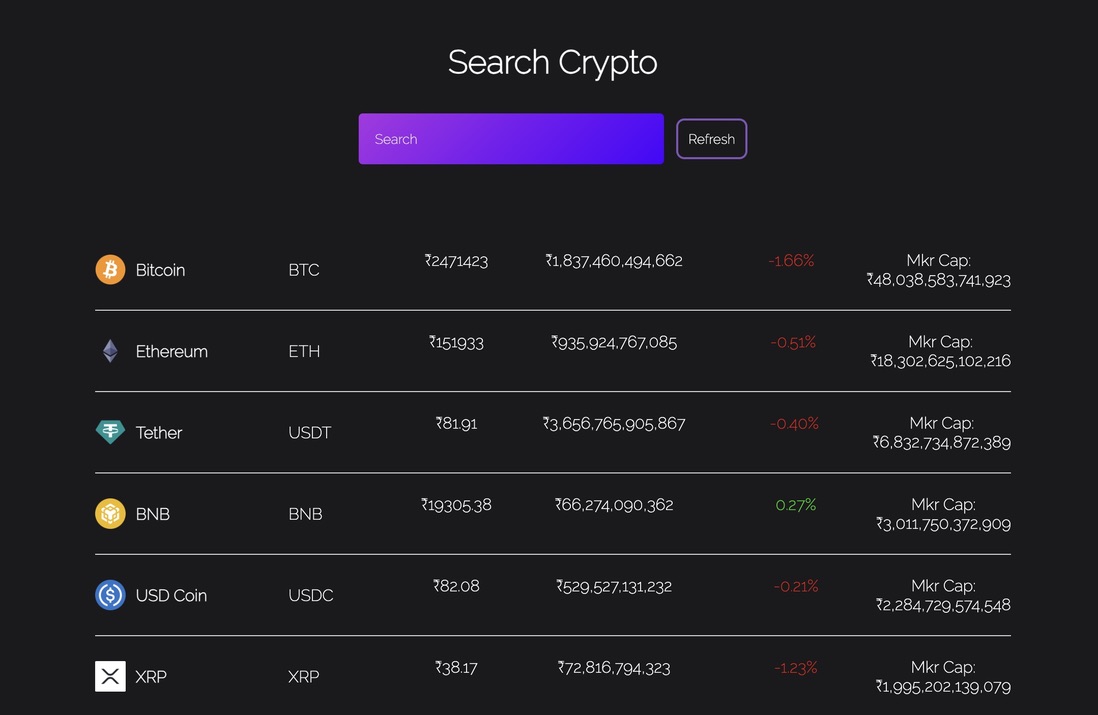 Search Crypto
Search
Refresh
Bitcoin BTC ₹2471423 ₹1,837,460,494,662 -1.66% Mkr Cap:
₹48,038,583,741,923
Ethereum ETH ₹151933 ₹935,924,767,085 -0.51% Mkr Cap:
₹18,302,625,102,216
Tether USDT ₹81.91 ₹3,656,765,905,867 -0.40% Mkr Cap:
₹6,832,734,872,389
BNB BNB ₹19305.38 ₹66,274,090,362 0.27% Mkr Cap:
₹3,011,750,372,909
USD Coin USDC ₹82.08 ₹529,527,131,232 -0.21% Mkr Cap:
₹2,284,729,574,548
XRP XRP ₹38.17 ₹72,816,794,323 -1.23% Mkr Cap:
₹1,995,202,139,079